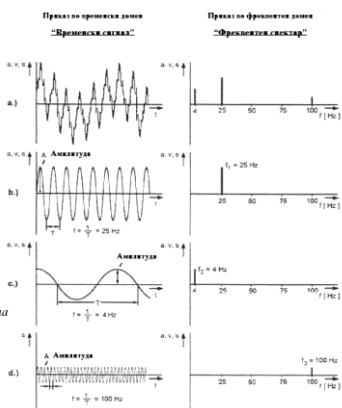 Приказ во временски домен
Приказ во фреквентен домен
“Временски сигнал”
“Фреквентен спектар”
a, v, s
a, v, s
a.)
t
4 25 50 75 100
f [ Hz ]
a, v, s
a, v, s
A Амплитуда
f₁ = 25 Hz
b.)
t
T
f = 1/T = 25 Hz
25 50 75 100
f [ Hz ]
a, v, s
a, v, s
Амплитуда
f₂ = 4 Hz
c.)
t
T
f = 1/T = 4 Hz
4 25 50 75 100
f [ Hz ]
на
a, v, s
A Амплитуда
f₃ = 100 Hz
d.)
t
f = 1/T = 100 Hz
25 50 75 100
f [ Hz ]